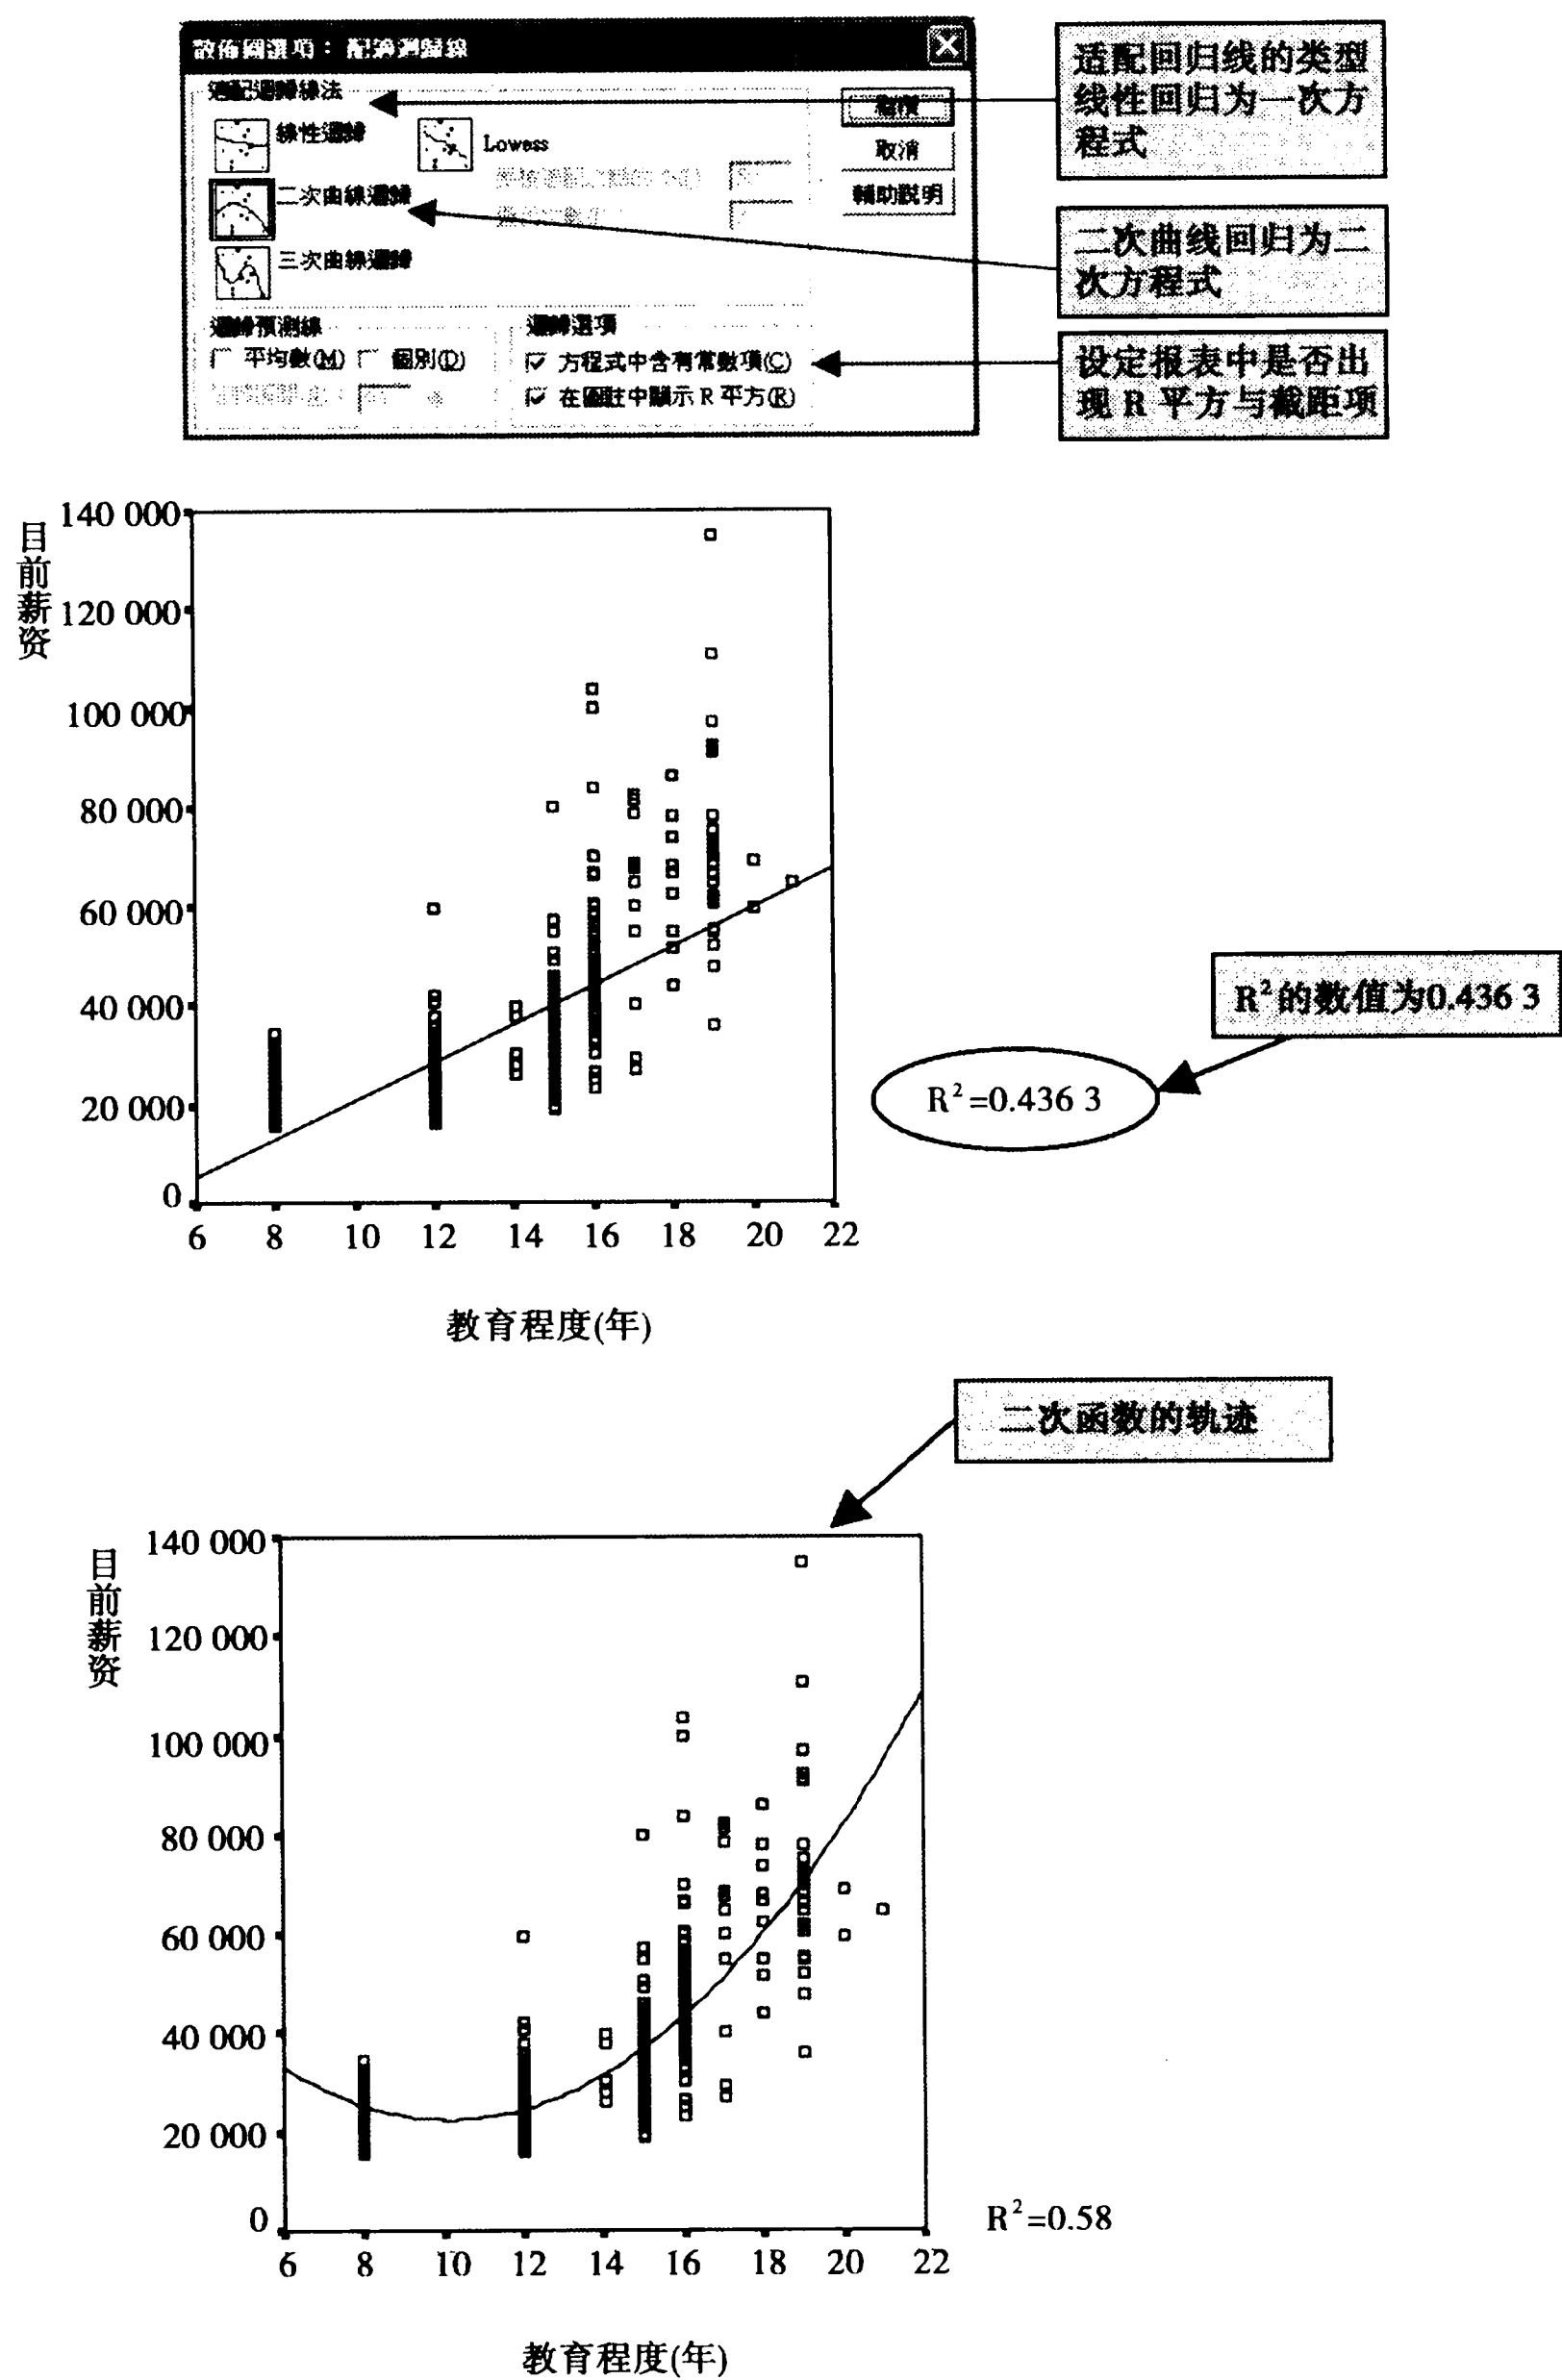 散佈圖選項：配適迴歸線
適配迴歸線法
線性迴歸
Lowess
二次曲線迴歸
三次曲線迴歸
繼續
取消
輔助說明
迴歸預測線
平均數(M)
個別(I)
迴歸選項
方程式中含有常數項(C)
在圖註中顯示 R 平方(R)
适配回归线的类型
线性回归为一次方
程式
二次曲线回归为二
次方程式
设定报表中是否出
现 R 平方与截距项
目前薪资
140 000
120 000
100 000
80 000
60 000
40 000
20 000
0
6 8 10 12 14 16 18 20 22
教育程度(年)
R²的数值为0.436 3
R²=0.436 3
二次函数的轨迹
目前薪资
140 000
120 000
100 000
80 000
60 000
40 000
20 000
0
6 8 10 12 14 16 18 20 22
教育程度(年)
R²=0.58